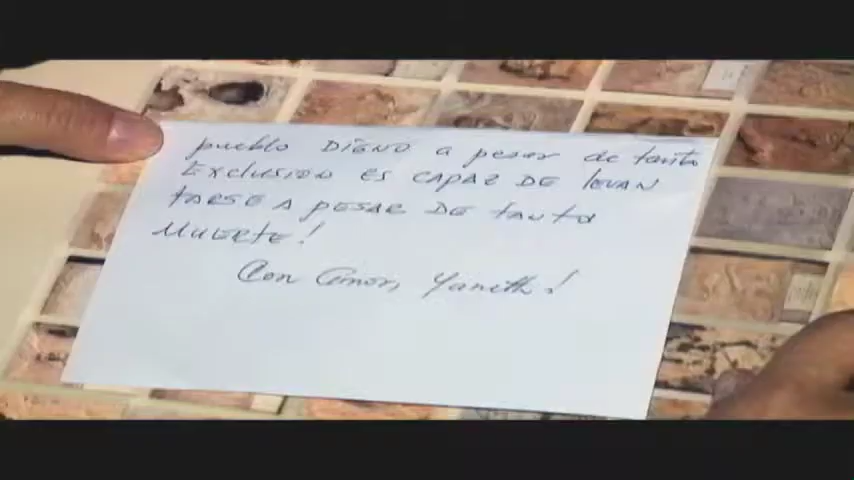 pueblo DIGNO a pesar de tanta
Exclusion es capaz de levan
tarse a pesar de tanta
muerte!
Con Amor, Yaneth!